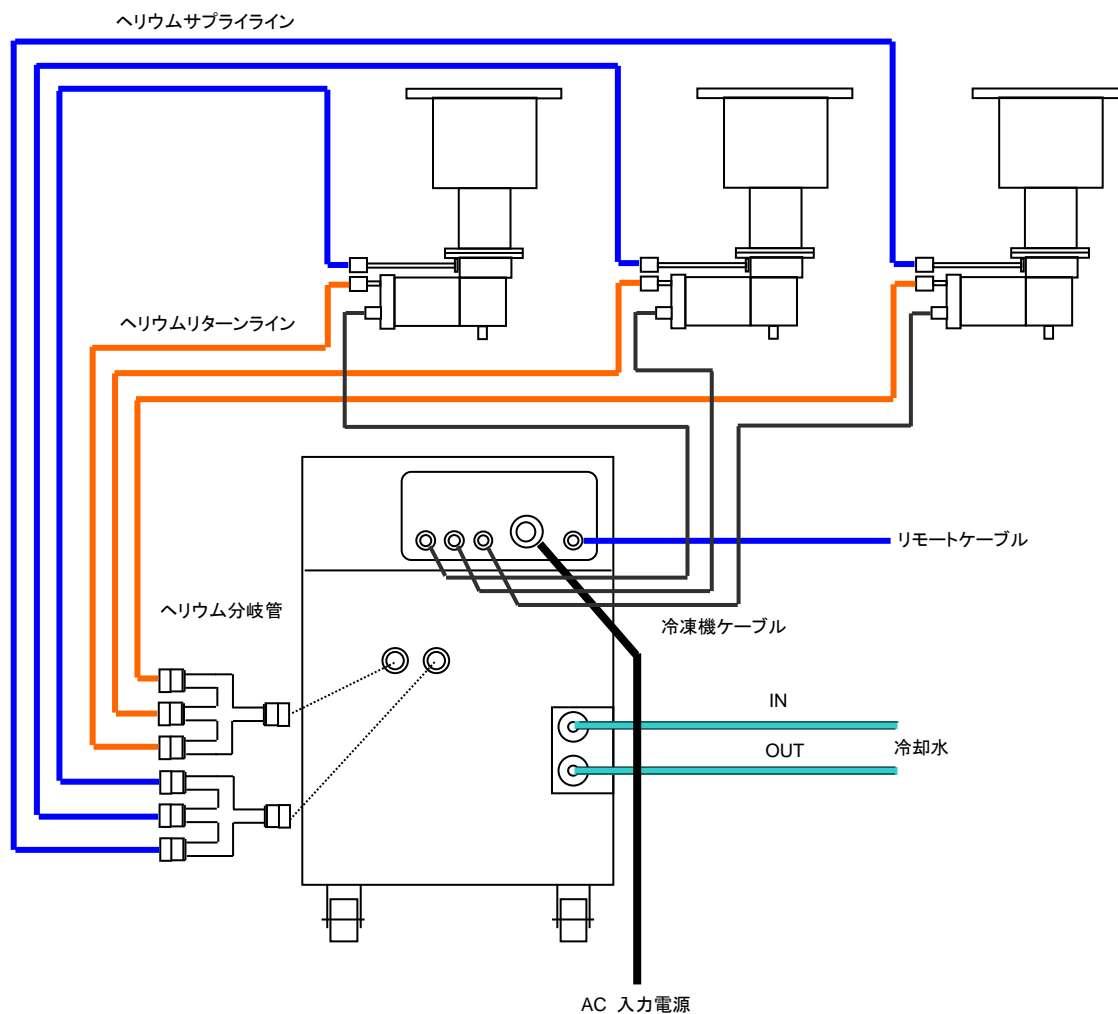 ヘリウムサプライライン
ヘリウムリターンライン
リモートケーブル
ヘリウム分岐管
冷凍機ケーブル
IN
OUT
冷却水
AC 入力電源